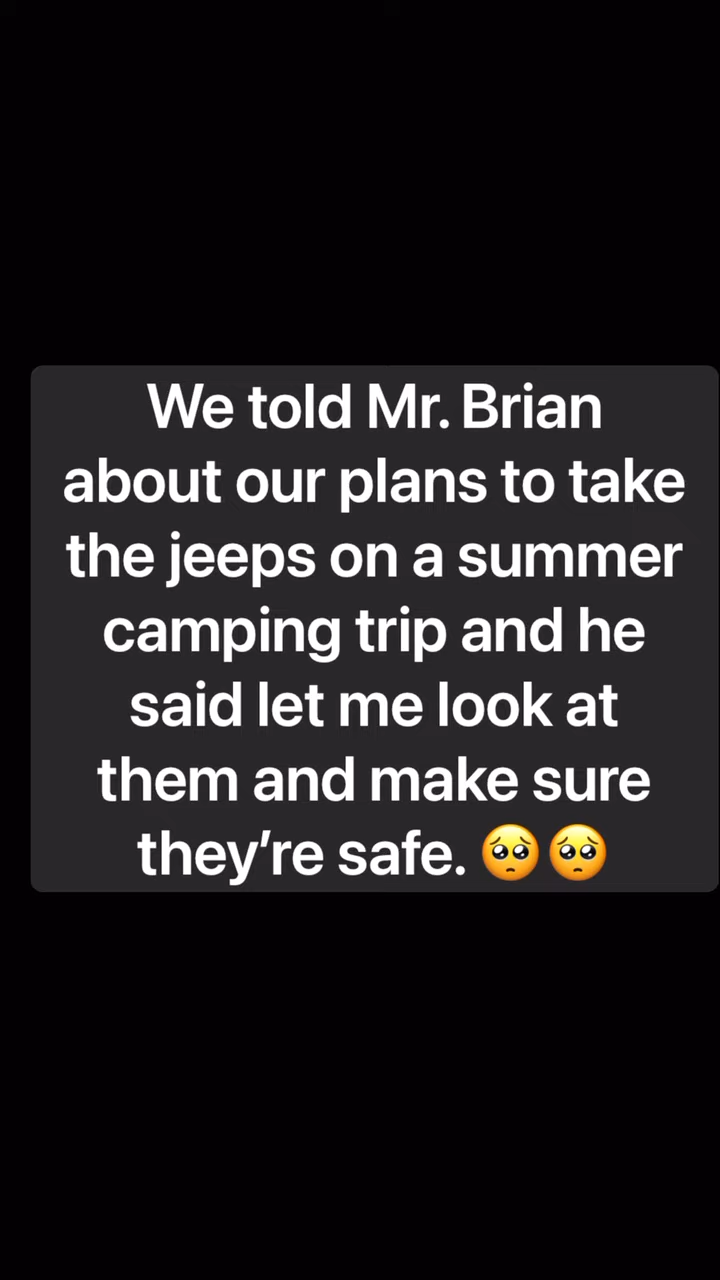 We told Mr. Brian
about our plans to take
the jeeps on a summer
camping trip and he
said let me look at
them and make sure
they’re safe. 🥺🥺